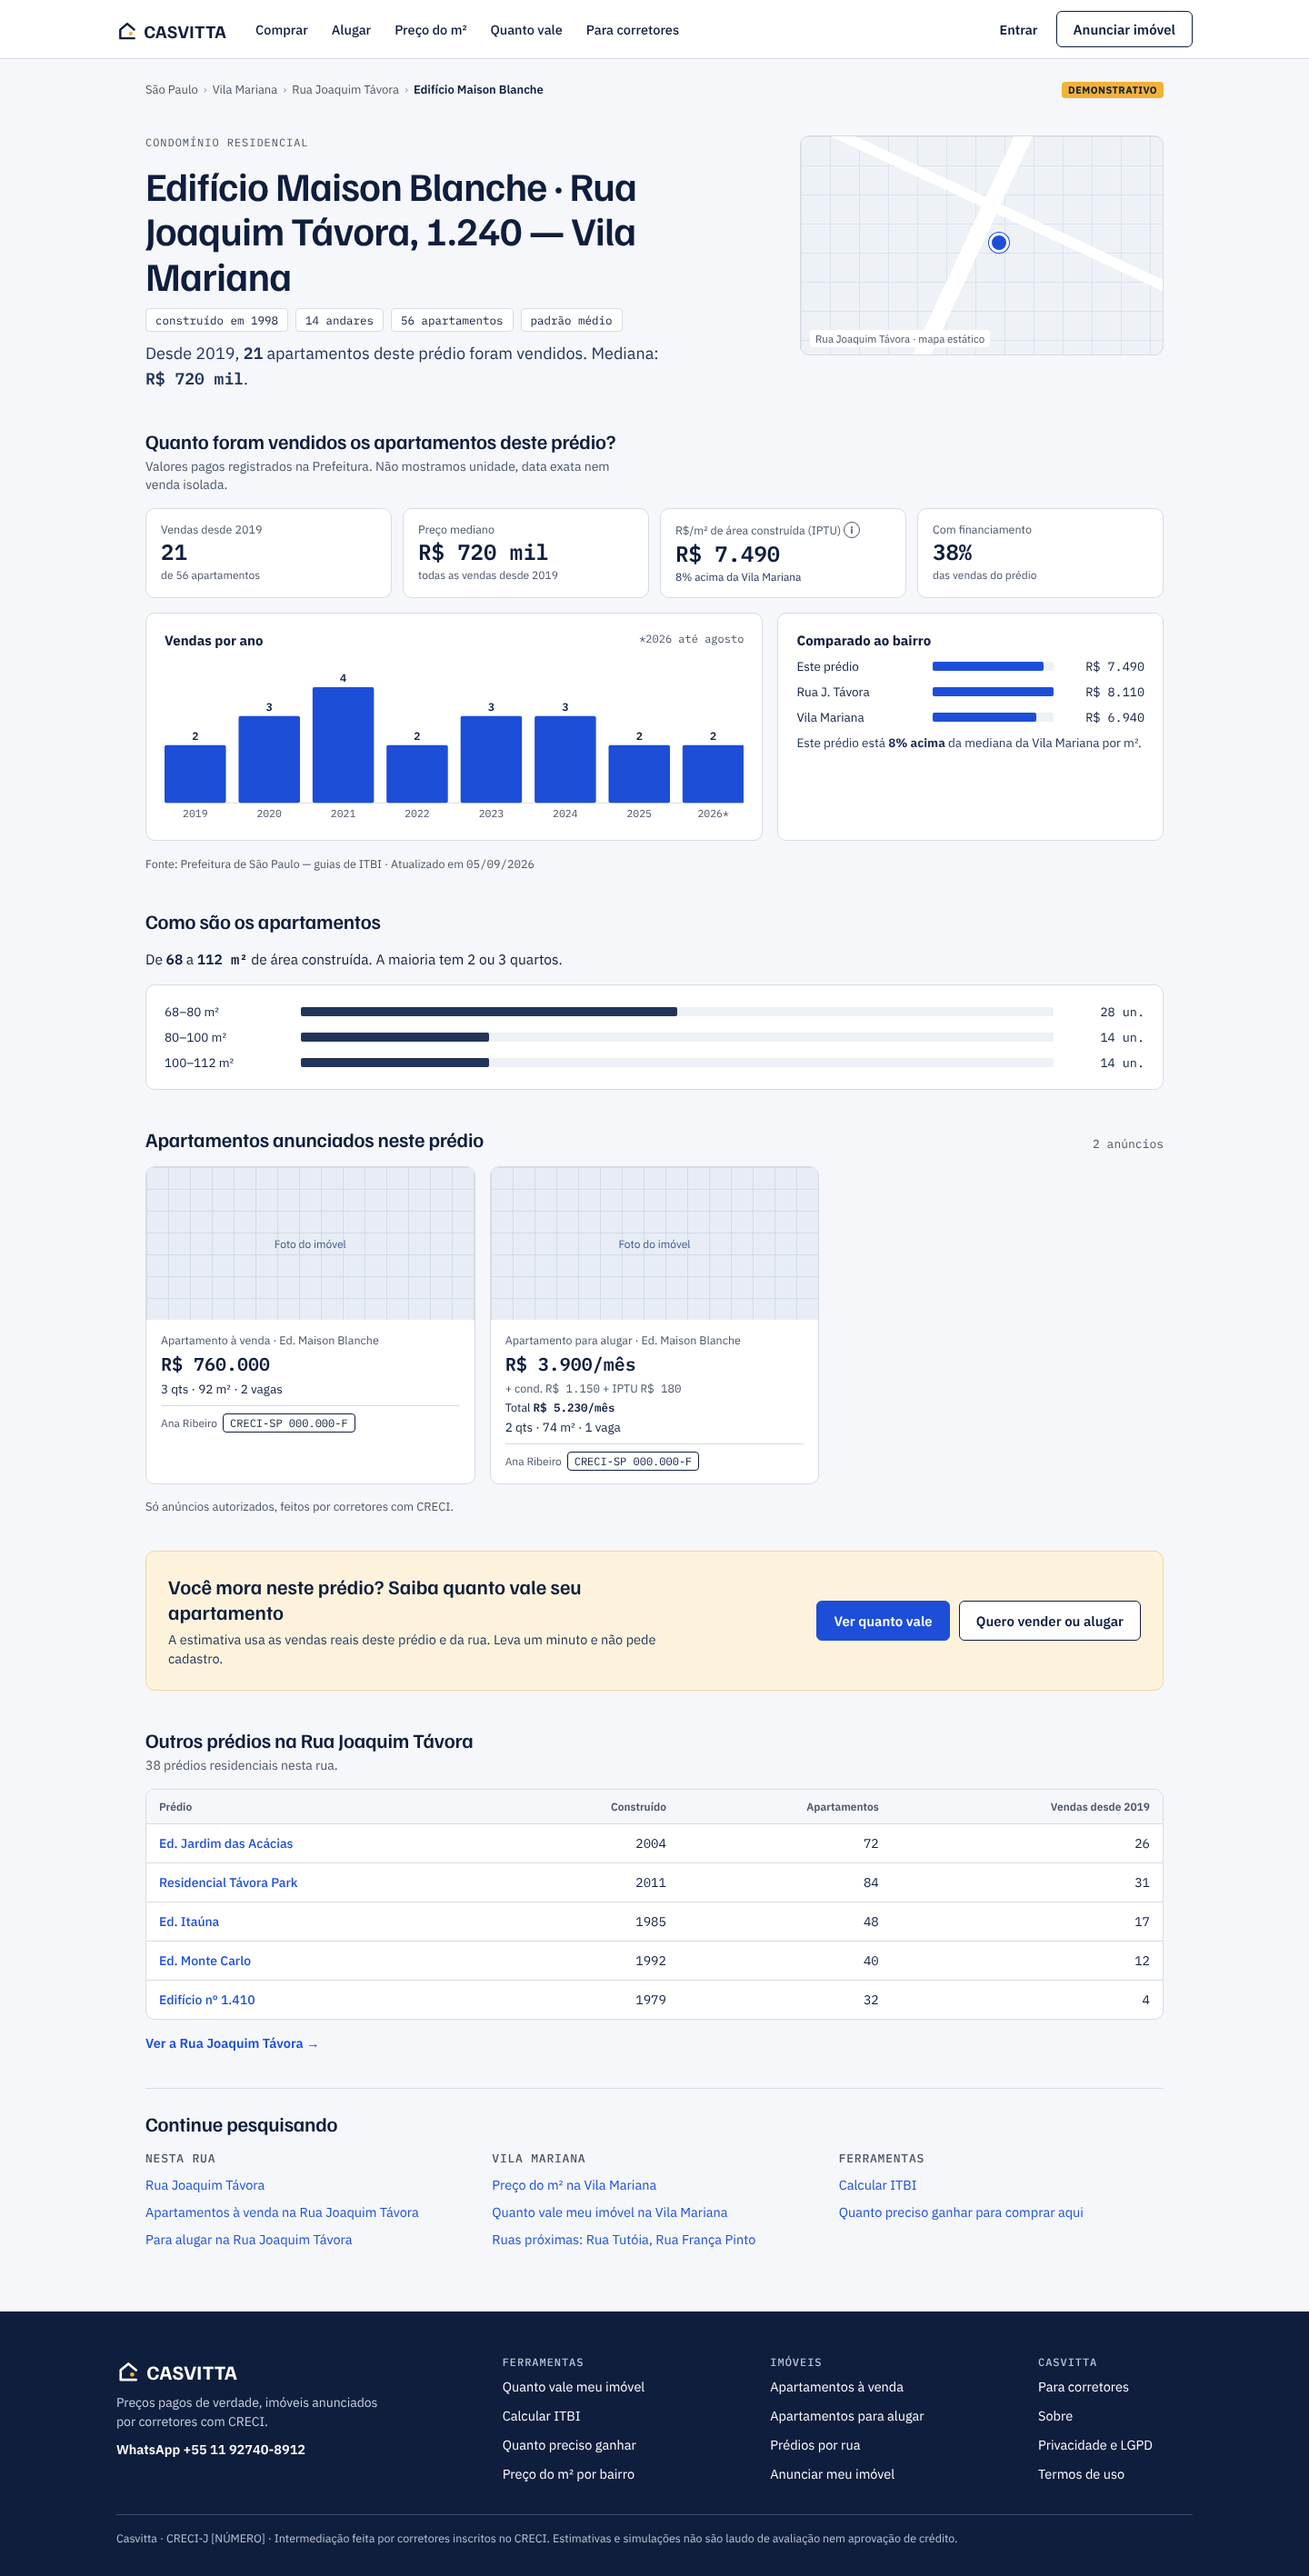 CASVITTA
Comprar
Alugar
Preço do m²
Quanto vale
Para corretores
Entrar
Anunciar imóvel
São Paulo › Vila Mariana › Rua Joaquim Távora › Edifício Maison Blanche
DEMONSTRATIVO
CONDOMÍNIO RESIDENCIAL
Edifício Maison Blanche · Rua
Joaquim Távora, 1.240 — Vila
Mariana
construído em 1998
14 andares
56 apartamentos
padrão médio
Desde 2019, 21 apartamentos deste prédio foram vendidos. Mediana:
R$ 720 mil.
Rua Joaquim Távora · mapa estático
Quanto foram vendidos os apartamentos deste prédio?
Valores pagos registrados na Prefeitura. Não mostramos unidade, data exata nem
venda isolada.
Vendas desde 2019
21
de 56 apartamentos
Preço mediano
R$ 720 mil
todas as vendas desde 2019
R$/m² de área construída (IPTU) i
R$ 7.490
8% acima da Vila Mariana
Com financiamento
38%
das vendas do prédio
Vendas por ano
*2026 até agosto
2
3
4
2
3
3
2
2
2019
2020
2021
2022
2023
2024
2025
2026*
Comparado ao bairro
Este prédio R$ 7.490
Rua J. Távora R$ 8.110
Vila Mariana R$ 6.940
Este prédio está 8% acima da mediana da Vila Mariana por m².
Fonte: Prefeitura de São Paulo — guias de ITBI · Atualizado em 05/09/2026
Como são os apartamentos
De 68 a 112 m² de área construída. A maioria tem 2 ou 3 quartos.
68–80 m² 28 un.
80–100 m² 14 un.
100–112 m² 14 un.
Apartamentos anunciados neste prédio
2 anúncios
Foto do imóvel
Apartamento à venda · Ed. Maison Blanche
R$ 760.000
3 qts · 92 m² · 2 vagas
Ana Ribeiro CRECI-SP 000.000-F
Foto do imóvel
Apartamento para alugar · Ed. Maison Blanche
R$ 3.900/mês
+ cond. R$ 1.150 + IPTU R$ 180
Total R$ 5.230/mês
2 qts · 74 m² · 1 vaga
Ana Ribeiro CRECI-SP 000.000-F
Só anúncios autorizados, feitos por corretores com CRECI.
Você mora neste prédio? Saiba quanto vale seu
apartamento
A estimativa usa as vendas reais deste prédio e da rua. Leva um minuto e não pede
cadastro.
Ver quanto vale
Quero vender ou alugar
Outros prédios na Rua Joaquim Távora
38 prédios residenciais nesta rua.
Prédio Construído Apartamentos Vendas desde 2019
Ed. Jardim das Acácias 2004 72 26
Residencial Távora Park 2011 84 31
Ed. Itaúna 1985 48 17
Ed. Monte Carlo 1992 40 12
Edifício nº 1.410 1979 32 4
Ver a Rua Joaquim Távora →
Continue pesquisando
NESTA RUA
Rua Joaquim Távora
Apartamentos à venda na Rua Joaquim Távora
Para alugar na Rua Joaquim Távora
VILA MARIANA
Preço do m² na Vila Mariana
Quanto vale meu imóvel na Vila Mariana
Ruas próximas: Rua Tutóia, Rua França Pinto
FERRAMENTAS
Calcular ITBI
Quanto preciso ganhar para comprar aqui
CASVITTA
Preços pagos de verdade, imóveis anunciados
por corretores com CRECI.
WhatsApp +55 11 92740-8912
FERRAMENTAS
Quanto vale meu imóvel
Calcular ITBI
Quanto preciso ganhar
Preço do m² por bairro
IMÓVEIS
Apartamentos à venda
Apartamentos para alugar
Prédios por rua
Anunciar meu imóvel
CASVITTA
Para corretores
Sobre
Privacidade e LGPD
Termos de uso
Casvitta · CRECI-J [NÚMERO] · Intermediação feita por corretores inscritos no CRECI. Estimativas e simulações não são laudo de avaliação nem aprovação de crédito.